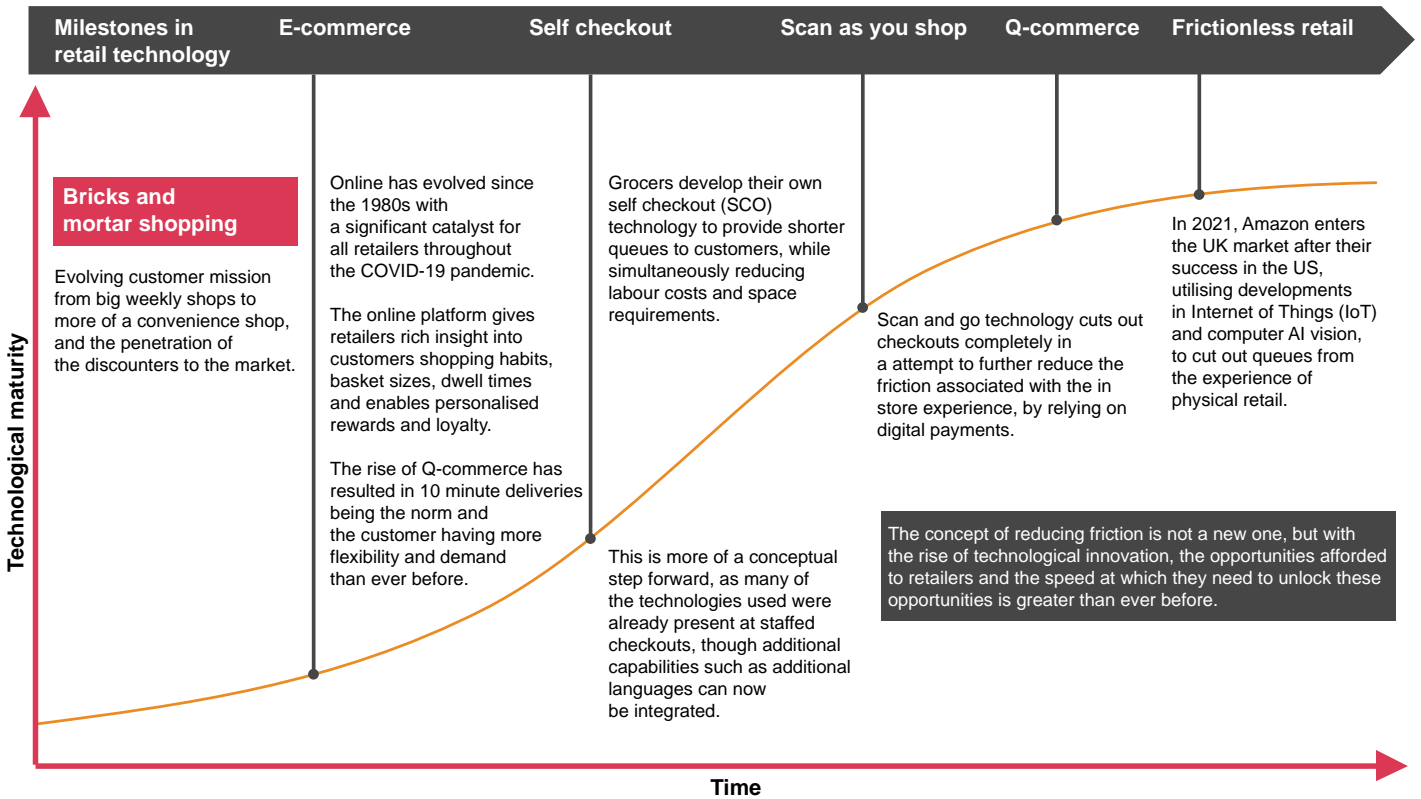 Milestones in
retail technology
E-commerce
Self checkout
Scan as you shop
Q-commerce
Frictionless retail
Technological maturity
Bricks and
mortar shopping
Evolving customer mission
from big weekly shops to
more of a convenience shop,
and the penetration of
the discounters to the market.
Online has evolved since
the 1980s with
a significant catalyst for
all retailers throughout
the COVID-19 pandemic.
The online platform gives
retailers rich insight into
customers shopping habits,
basket sizes, dwell times
and enables personalised
rewards and loyalty.
The rise of Q-commerce has
resulted in 10 minute deliveries
being the norm and
the customer having more
flexibility and demand
than ever before.
Grocers develop their own
self checkout (SCO)
technology to provide shorter
queues to customers, while
simultaneously reducing
labour costs and space
requirements.
This is more of a conceptual
step forward, as many of
the technologies used were
already present at staffed
checkouts, though additional
capabilities such as additional
languages can now
be integrated.
Scan and go technology cuts out
checkouts completely in
a attempt to further reduce the
friction associated with the in
store experience, by relying on
digital payments.
In 2021, Amazon enters
the UK market after their
success in the US,
utilising developments
in Internet of Things (IoT)
and computer AI vision,
to cut out queues from
the experience of
physical retail.
The concept of reducing friction is not a new one, but with
the rise of technological innovation, the opportunities afforded
to retailers and the speed at which they need to unlock these
opportunities is greater than ever before.
Time